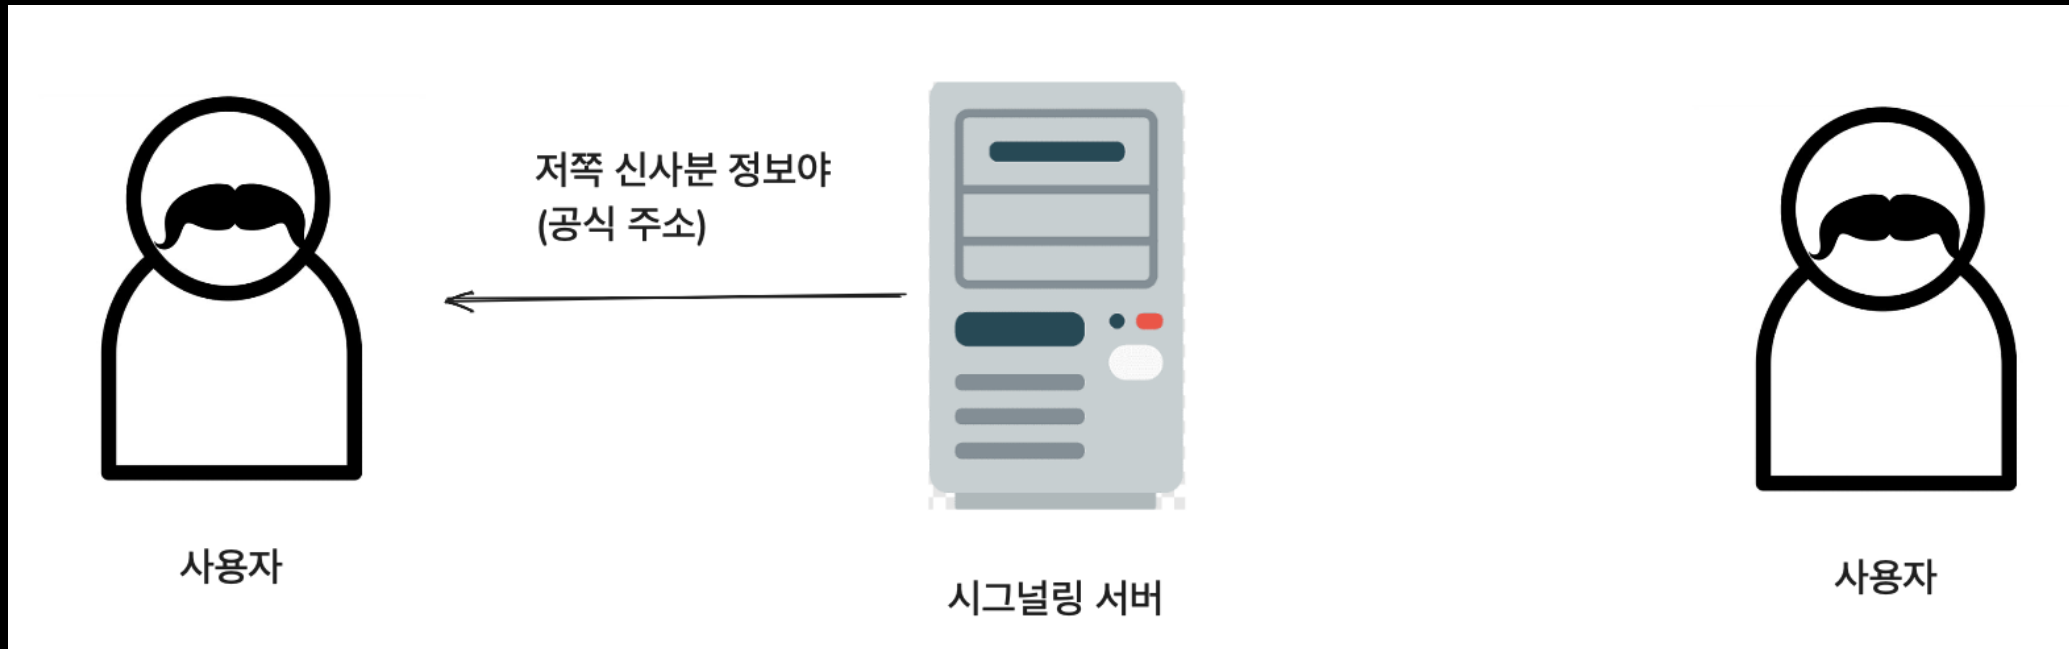 저쪽 신사분 정보야
(공식 주소)
사용자
시그널링 서버
사용자